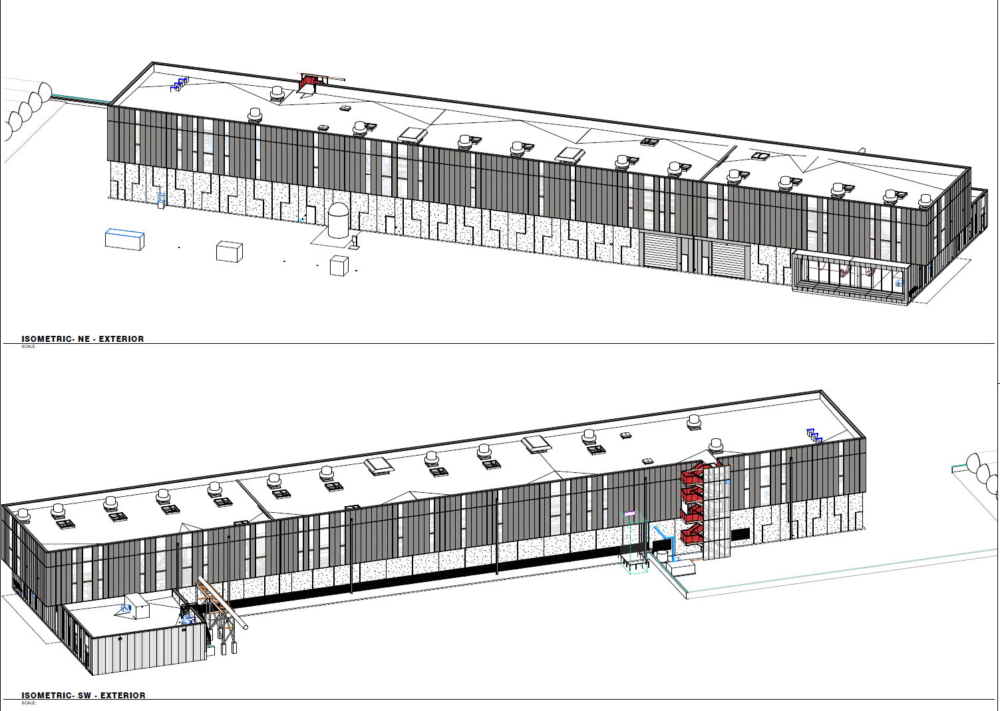 ISOMETRIC- NE - EXTERIOR
SCALE:
ISOMETRIC- SW - EXTERIOR
SCALE: